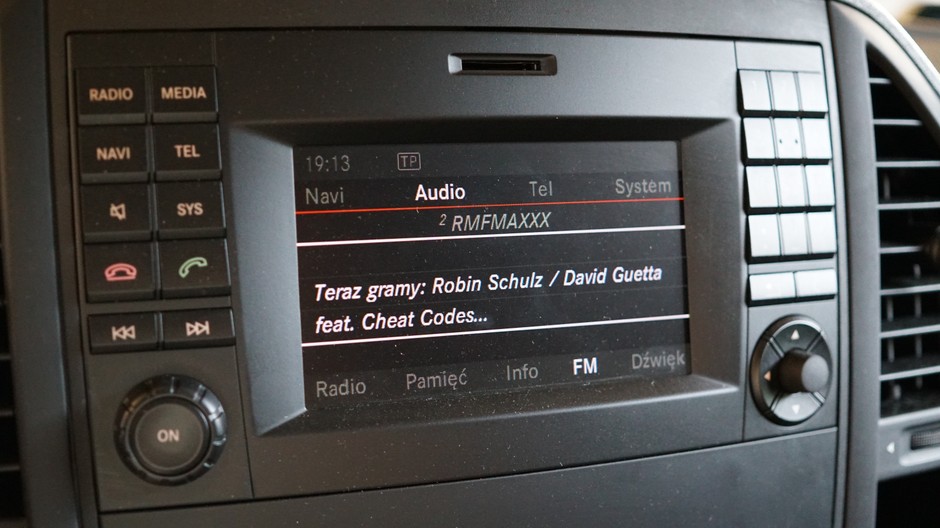 RADIO MEDIA
NAVI TEL
SYS
ON
19:13 TP
Navi Audio Tel System
2 RMFMAXXX
Teraz gramy: Robin Schulz / David Guetta
feat. Cheat Codes...
Radio Pamięć Info FM Dźwięk